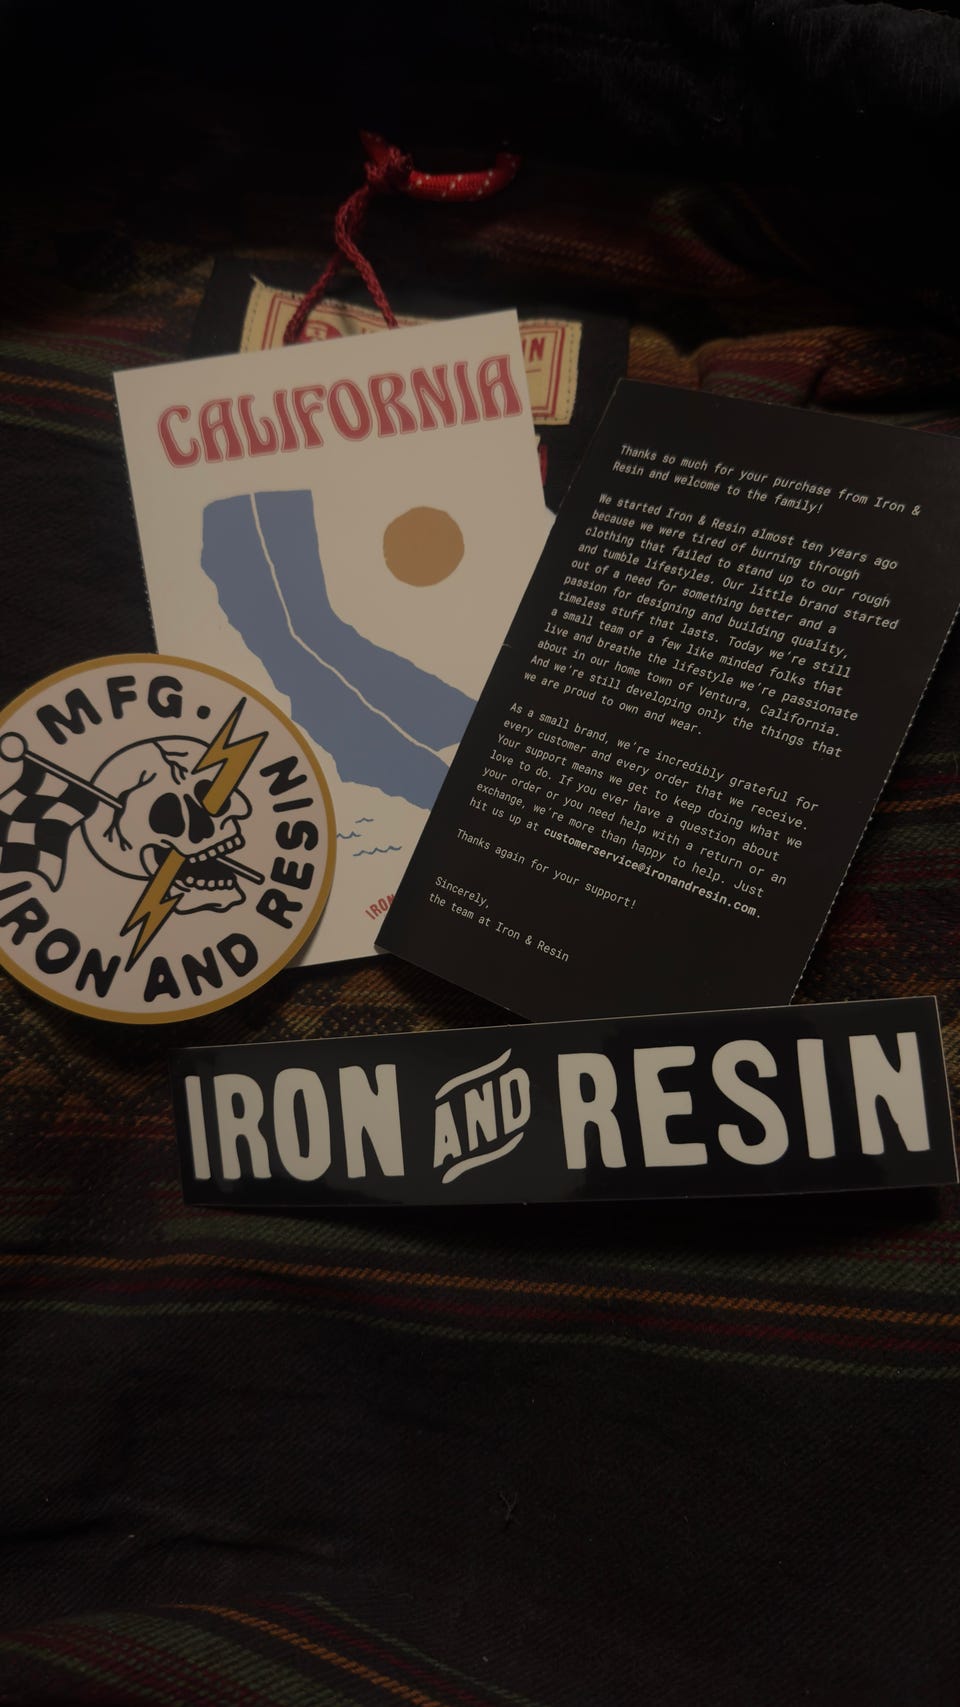 IN
CALIFORNIA
IRON
MFG.
IRON AND RESIN
Thanks so much for your purchase from Iron &
Resin and welcome to the family!
We started Iron & Resin almost ten years ago
because we were tired of burning through
clothing that failed to stand up to our rough
and tumble lifestyles. Our little brand started
out of a need for something better and a
passion for designing and building quality,
timeless stuff that lasts. Today we're still
a small team of a few like minded folks that
live and breathe the lifestyle we're passionate
about in our home town of Ventura, California.
And we're still developing only the things that
we are proud to own and wear.
As a small brand, we're incredibly grateful for
every customer and every order that we receive.
Your support means we get to keep doing what we
love to do. If you ever have a question about
your order or you need help with a return or an
exchange, we're more than happy to help. Just
hit us up at customerservice@ironandresin.com.
Thanks again for your support!
Sincerely,
the team at Iron & Resin
IRON AND RESIN